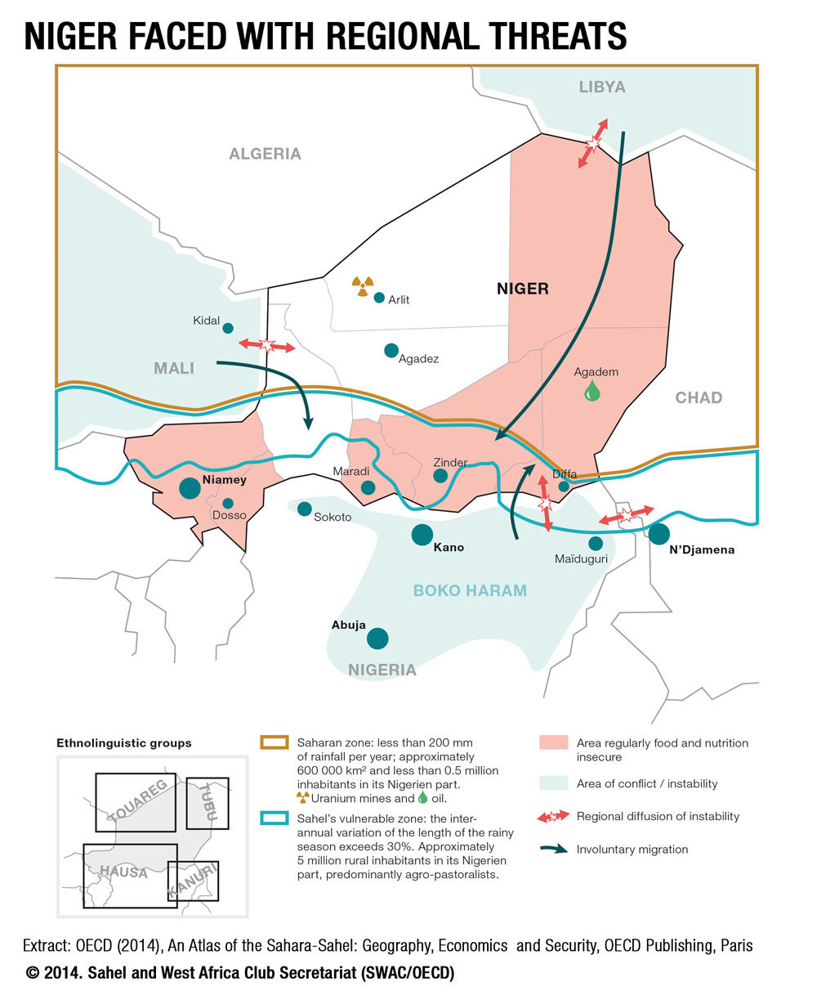 NIGER FACED WITH REGIONAL THREATS
LIBYA
ALGERIA
NIGER
Arlit
Kidal
Agadez
MALI
Agadem
CHAD
Zinder
Maradi
Diffa
Niamey
Dosso
Sokoto
Kano
Maïduguri
N'Djamena
BOKO HARAM
Abuja
NIGERIA
Ethnolinguistic groups
TOUAREG
TUBU
HAUSA
KANURI
Saharan zone: less than 200 mm
of rainfall per year; approximately
600 000 km² and less than 0.5 million
inhabitants in its Nigerien part.
Uranium mines and oil.
Sahel's vulnerable zone: the inter-
annual variation of the length of the rainy
season exceeds 30%. Approximately
5 million rural inhabitants in its Nigerien
part, predominantly agro-pastoralists.
Area regularly food and nutrition
insecure
Area of conflict / instability
Regional diffusion of instability
Involuntary migration
Extract: OECD (2014), An Atlas of the Sahara-Sahel: Geography, Economics and Security, OECD Publishing, Paris
© 2014. Sahel and West Africa Club Secretariat (SWAC/OECD)